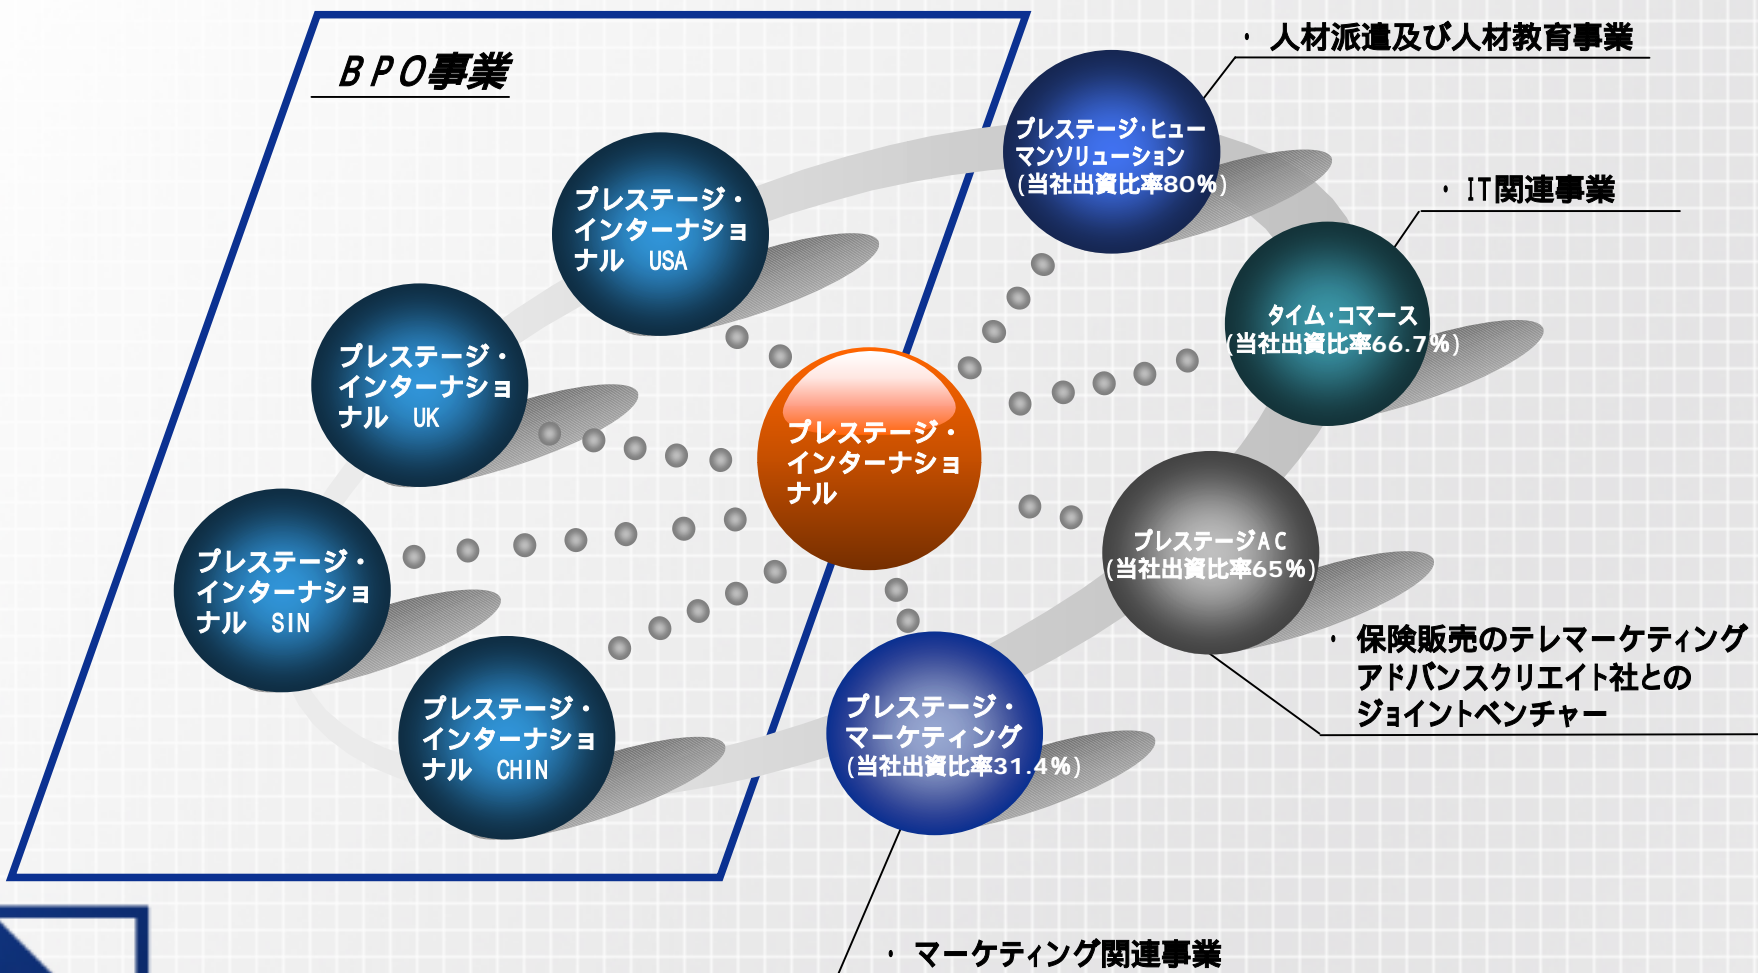 BPO事業
・ 人材派遣及び人材教育事業
プレステージ・ヒュー
マンソリューション
(当社出資比率80%)
・ IT関連事業
プレステージ・
インターナショ
ナル USA
タイム・コマース
(当社出資比率66.7%)
プレステージ・
インターナショ
ナル UK
プレステージ・
インターナショ
ナル
プレステージAC
(当社出資比率65%)
プレステージ・
インターナショ
ナル SIN
・ 保険販売のテレマーケティング
アドバンスクリエイト社との
ジョイントベンチャー
プレステージ・
インターナショ
ナル CHIN
プレステージ・
マーケティング
(当社出資比率31.4%)
・ マーケティング関連事業